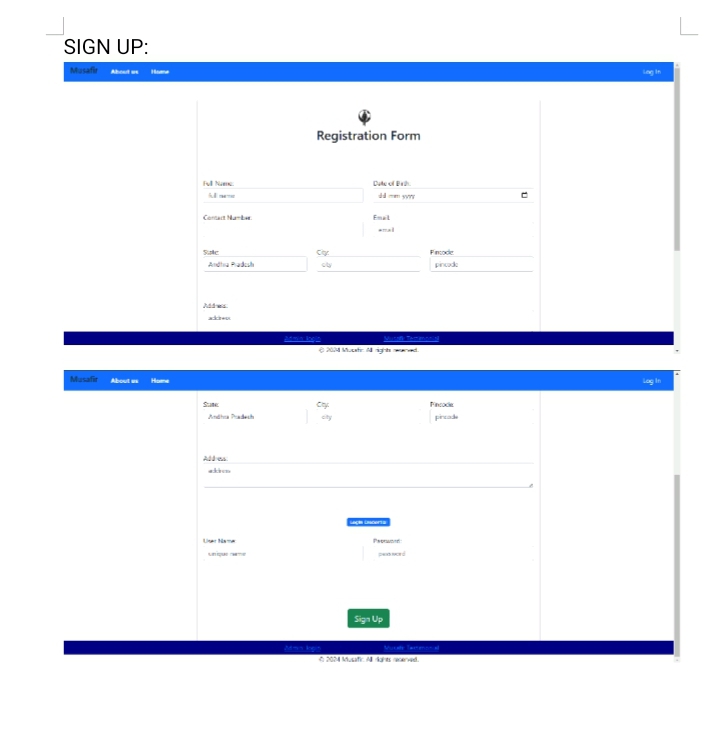 SIGN UP:
Musafir About us Home Log In
Registration Form
Full Name: Date of Birth:
full name dd-mm-yyyy
Contact Number: Email:
email
State: City: Pincode:
Andhra Pradesh city pincode
Address:
address
Admin login Musafir Testimonial
© 2024 Musafir. All rights reserved.
Musafir About us Home Log In
State: City: Pincode:
Andhra Pradesh city pincode
Address:
address
Login
User Name Password:
unique name password
Sign Up
Admin login Musafir Testimonial
© 2024 Musafir. All rights reserved.